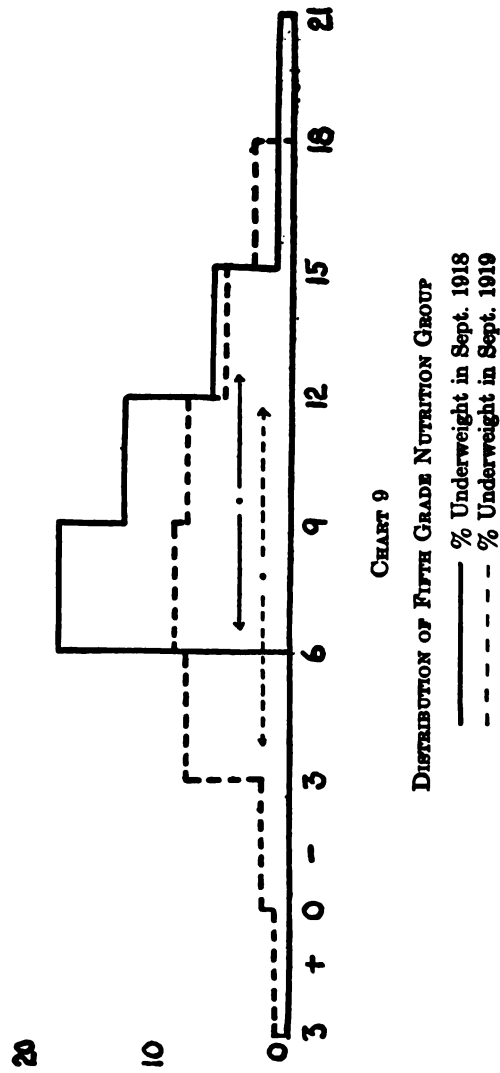 20
10
0
3 + 0 - 3 6 9 12 15 18 21
CHART 9
DISTRIBUTION OF FIFTH GRADE NUTRITION GROUP
% Underweight in Sept. 1918
% Underweight in Sept. 1919